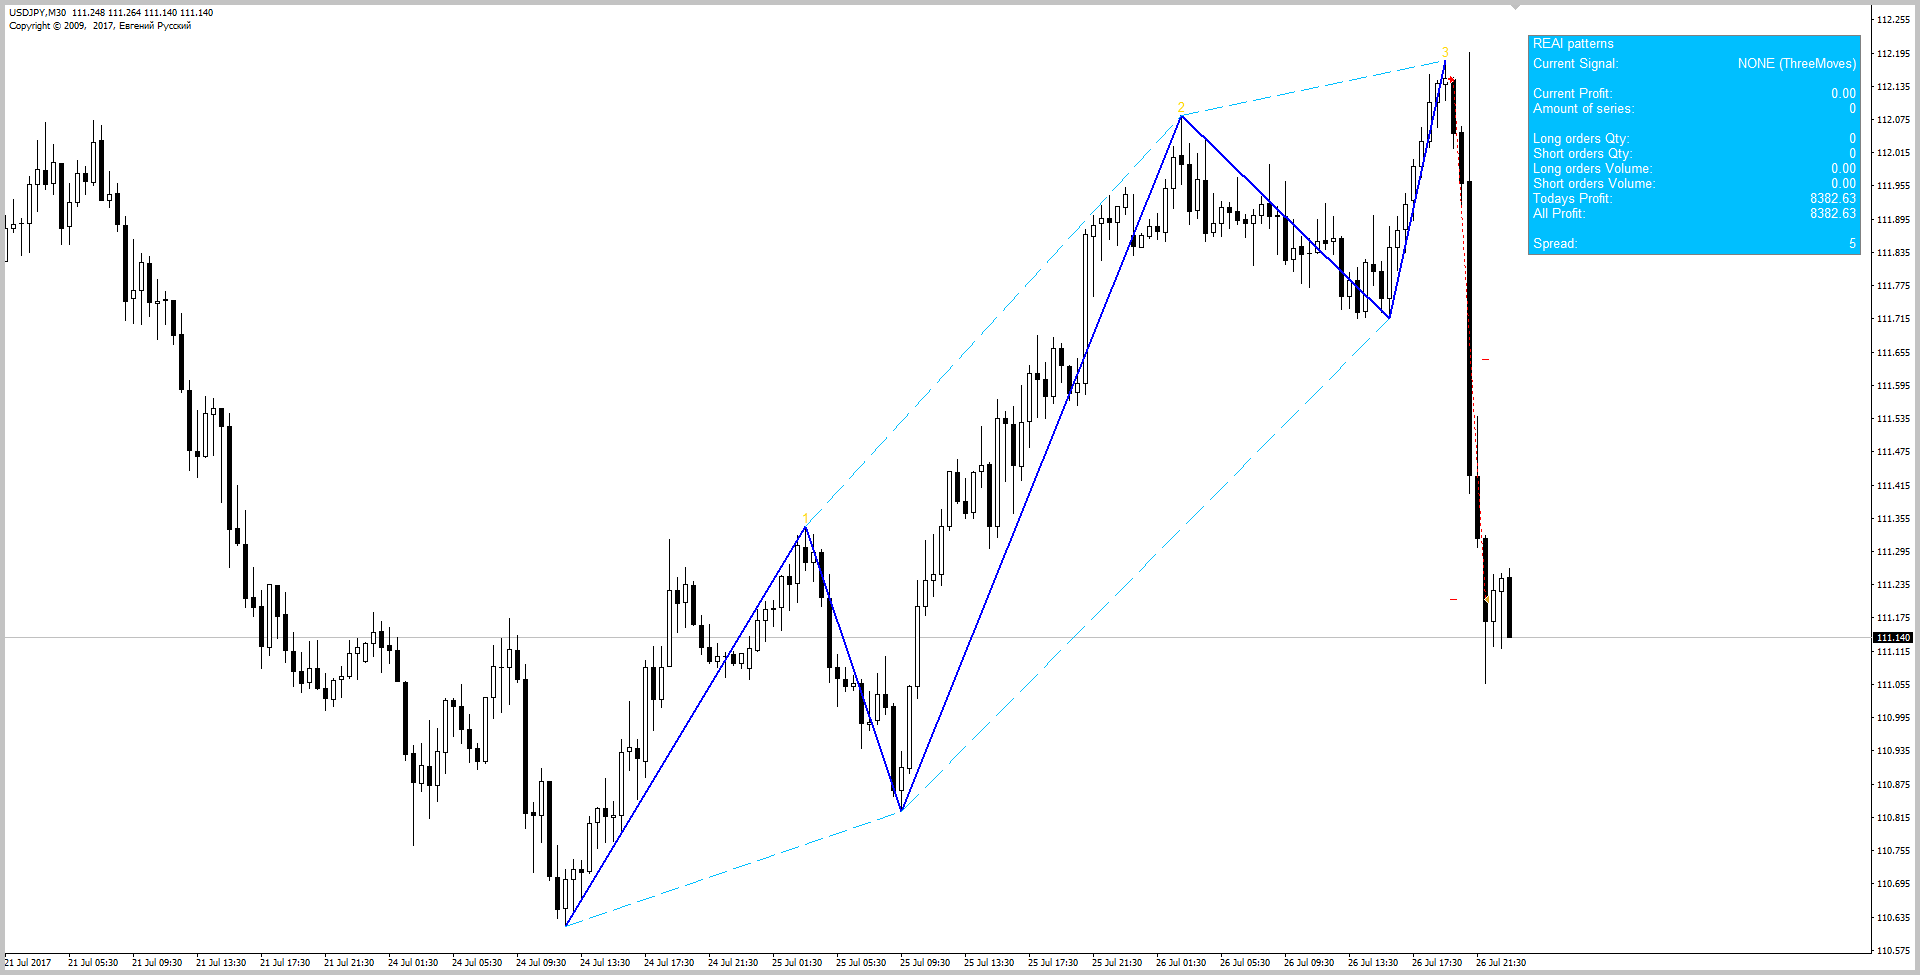 USDJPY,M30 111.248 111.264 111.140 111.140
Copyright © 2009, 2017, Евгений Русский
REAI patterns
Current Signal: NONE (ThreeMoves)
Current Profit: 0.00
Amount of series: 0
Long orders Qty: 0
Short orders Qty: 0
Long orders Volume: 0.00
Short orders Volume: 0.00
Todays Profit: 8382.63
All Profit: 8382.63
Spread: 5
1
2
3
112.255
112.195
112.135
112.075
112.015
111.955
111.895
111.835
111.775
111.715
111.655
111.595
111.535
111.475
111.415
111.355
111.295
111.235
111.175
111.140
111.115
111.055
110.995
110.935
110.875
110.815
110.755
110.695
110.635
110.575
21 Jul 2017 21 Jul 05:30 21 Jul 09:30 21 Jul 13:30 21 Jul 17:30 21 Jul 21:30 24 Jul 01:30 24 Jul 05:30 24 Jul 09:30 24 Jul 13:30 24 Jul 17:30 24 Jul 21:30 25 Jul 01:30 25 Jul 05:30 25 Jul 09:30 25 Jul 13:30 25 Jul 17:30 25 Jul 21:30 26 Jul 01:30 26 Jul 05:30 26 Jul 09:30 26 Jul 13:30 26 Jul 17:30 26 Jul 21:30